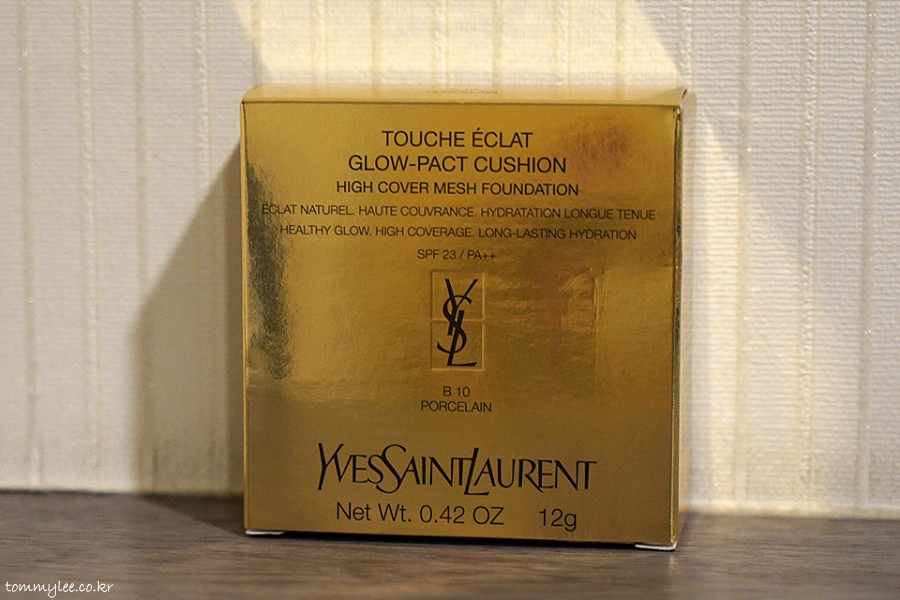 TOUCHE ÉCLAT
GLOW-PACT CUSHION
HIGH COVER MESH FOUNDATION
ÉCLAT NATUREL. HAUTE COUVRANCE. HYDRATATION LONGUE TENUE
HEALTHY GLOW. HIGH COVERAGE. LONG-LASTING HYDRATION
SPF 23 / PA++
YSL
B 10
PORCELAIN
YVESSAINTLAURENT
Net Wt. 0.42 OZ 12g
tommylee.co.kr